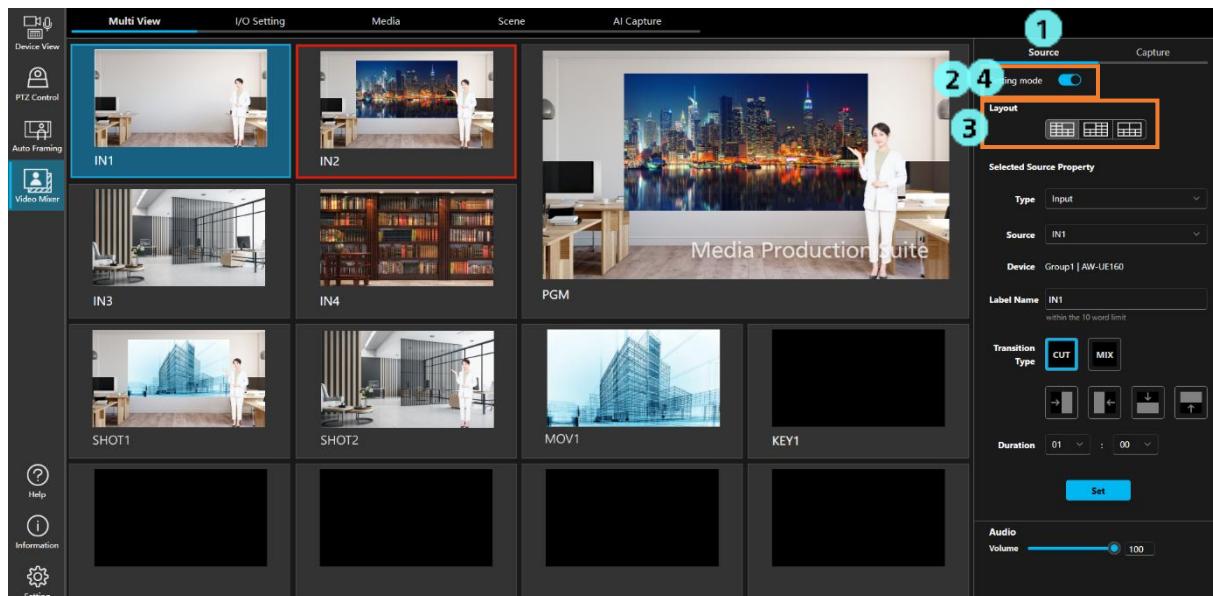 Device View
PTZ Control
Auto Framing
Video Mixer
Help
Information
Setting
Multi View
I/O Setting
Media
Scene
AI Capture
IN1
IN2
Media Production Suite
PGM
IN3
IN4
SHOT1
SHOT2
MOV1
KEY1
1
Source
Capture
2
4
mode
3
Layout
Selected Source Property
Type
Input
Source
IN1
Device
Group1 | AW-UE160
Label Name
IN1
within the 10 word limit
Transition
Type
CUT
MIX
Duration
01
:
00
Set
Audio
Volume
100